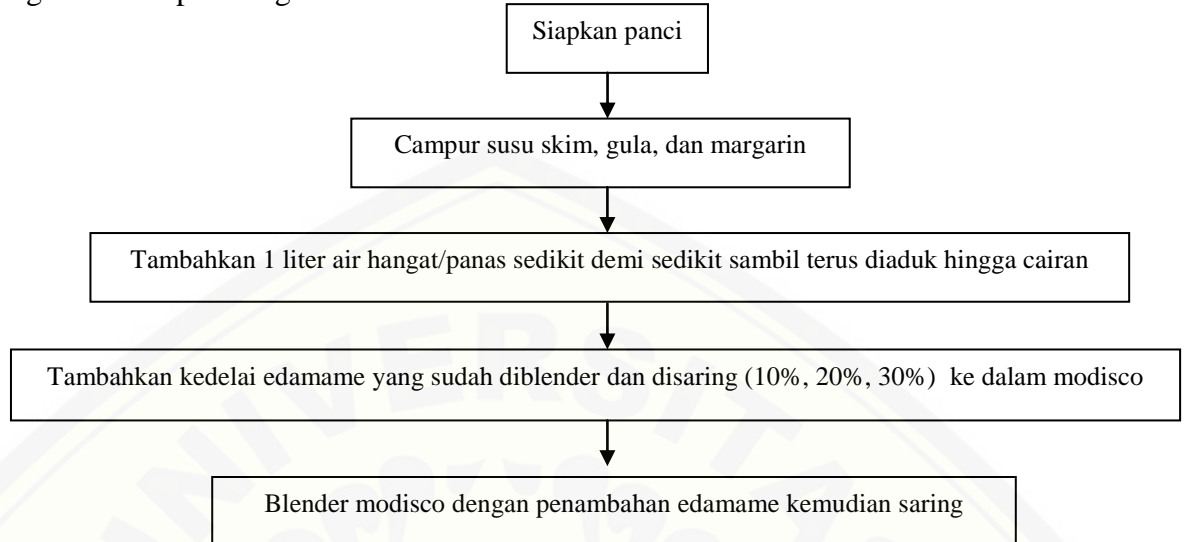 Siapkan panci
Campur susu skim, gula, dan margarin
Tambahkan 1 liter air hangat/panas sedikit demi sedikit sambil terus diaduk hingga cairan
Tambahkan kedelai edamame yang sudah diblender dan disaring (10%, 20%, 30%)  ke dalam modisco
Blender modisco dengan penambahan edamame kemudian saring
UNIVERSITA